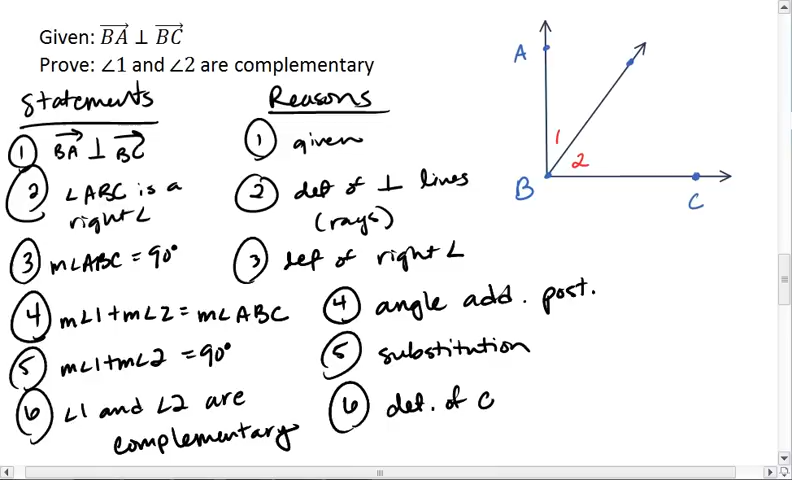 Given: BA ⊥ BC
Prove: ∠1 and ∠2 are complementary
Statements
Reasons
1 BA ⊥ BC
1 given
2 ∠ABC is a
right ∠
2 def of ⊥ lines
(rays)
3 m∠ABC = 90°
3 def of right ∠
4 m∠1+m∠2 = m∠ABC
4 angle add. post.
5 m∠1+m∠2 = 90°
5 substitution
6 ∠1 and ∠2 are
complementary
6 def. of c
A
1
2
B
C